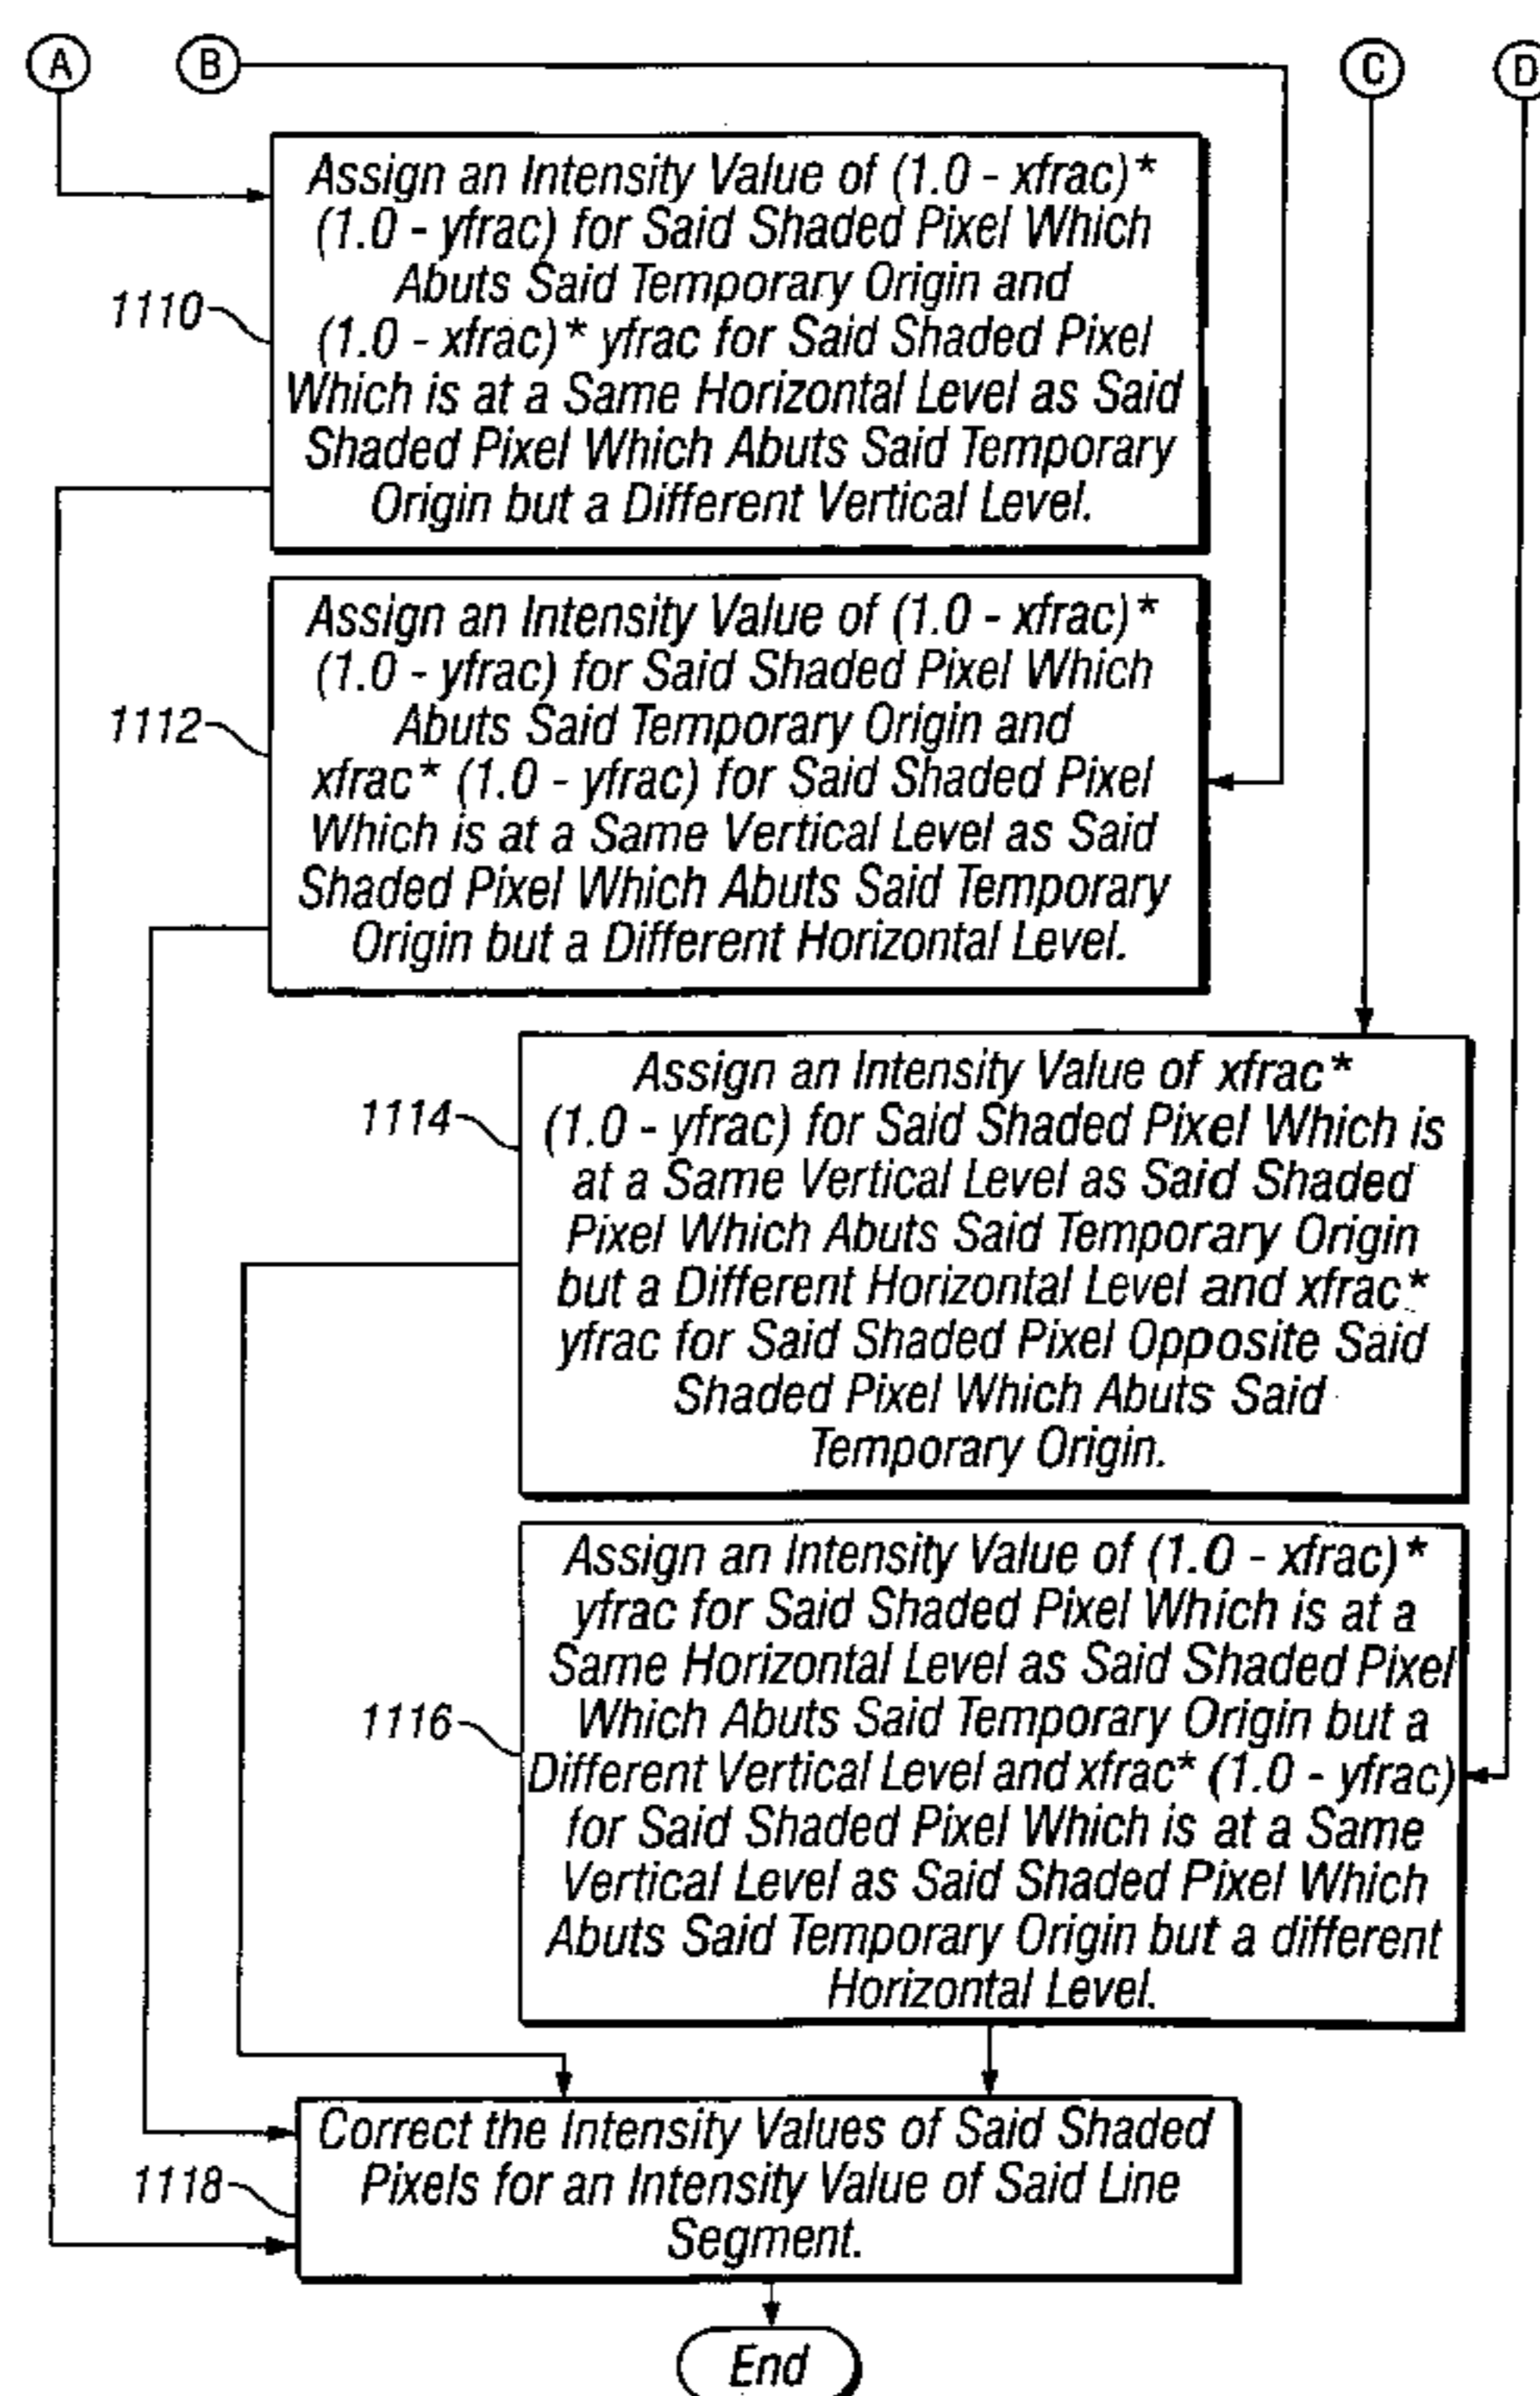 A B C D
Assign an Intensity Value of (1.0 - xfrac)*
(1.0 - yfrac) for Said Shaded Pixel Which
Abuts Said Temporary Origin and
(1.0 - xfrac)* yfrac for Said Shaded Pixel
Which is at a Same Horizontal Level as Said
Shaded Pixel Which Abuts Said Temporary
Origin but a Different Vertical Level.
1110
Assign an Intensity Value of (1.0 - xfrac)*
(1.0 - yfrac) for Said Shaded Pixel Which
Abuts Said Temporary Origin and
xfrac* (1.0 - yfrac) for Said Shaded Pixel
Which is at a Same Vertical Level as Said
Shaded Pixel Which Abuts Said Temporary
Origin but a Different Horizontal Level.
1112
Assign an Intensity Value of xfrac*
(1.0 - yfrac) for Said Shaded Pixel Which is
at a Same Vertical Level as Said Shaded
Pixel Which Abuts Said Temporary Origin
but a Different Horizontal Level and xfrac*
yfrac for Said Shaded Pixel Opposite Said
Shaded Pixel Which Abuts Said
Temporary Origin.
1114
Assign an Intensity Value of (1.0 - xfrac)*
yfrac for Said Shaded Pixel Which is at a
Same Horizontal Level as Said Shaded Pixel
Which Abuts Said Temporary Origin but a
Different Vertical Level and xfrac* (1.0 - yfrac)
for Said Shaded Pixel Which is at a Same
Vertical Level as Said Shaded Pixel Which
Abuts Said Temporary Origin but a different
Horizontal Level.
1116
Correct the Intensity Values of Said Shaded
Pixels for an Intensity Value of Said Line
Segment.
1118
End